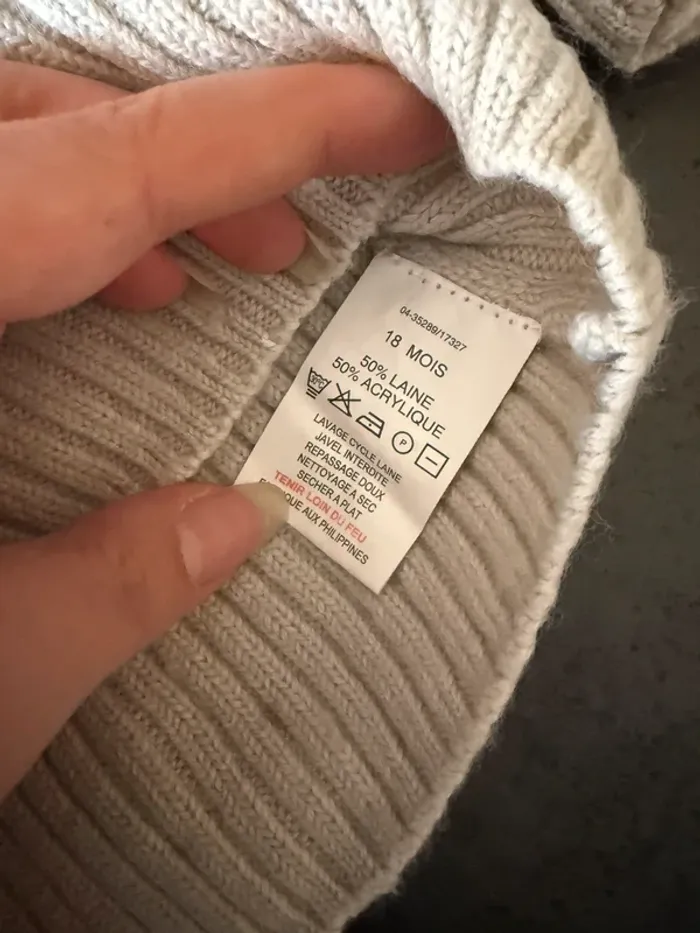 04-35289/17327
18 MOIS
50% LAINE
50% ACRYLIQUE
P
LAVAGE CYCLE LAINE
JAVEL INTERDITE
REPASSAGE DOUX
NETTOYAGE A SEC
SECHER A PLAT
TENIR LOIN DU FEU
AUX PHILIPPINES